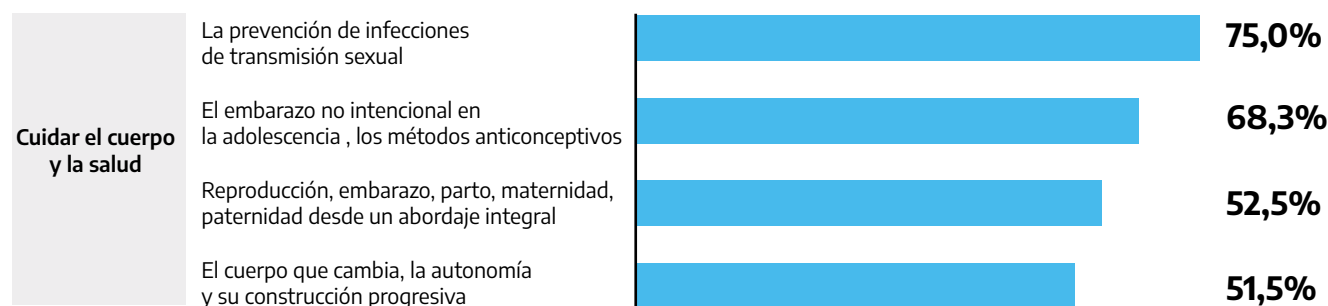 La prevención de infecciones
de transmisión sexual
75,0%
El embarazo no intencional en
la adolescencia , los métodos anticonceptivos
68,3%
Cuidar el cuerpo
y la salud
Reproducción, embarazo, parto, maternidad,
paternidad desde un abordaje integral
52,5%
El cuerpo que cambia, la autonomía
y su construcción progresiva
51,5%